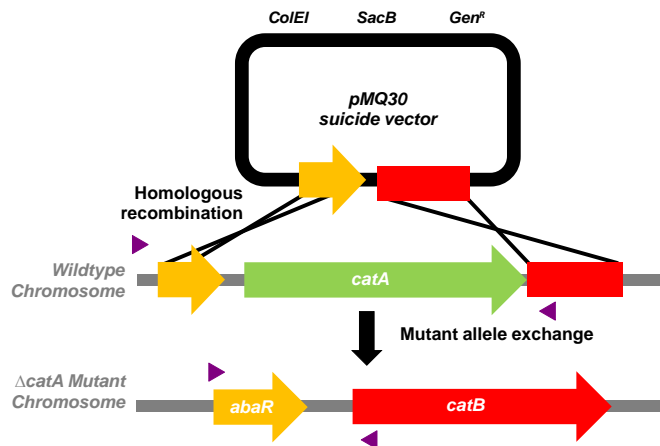 ColEI SacB Genᴿ
pMQ30
suicide vector
Homologous
recombination
Wildtype
Chromosome
catA
Mutant allele exchange
ΔcatA Mutant
Chromosome
abaR
catB